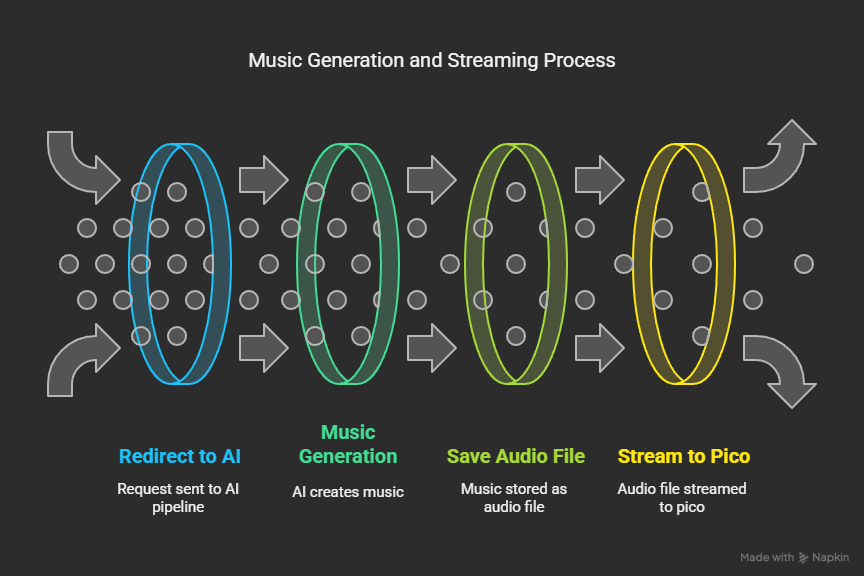 Music Generation and Streaming Process
Redirect to AI
Request sent to AI
pipeline
Music
Generation
AI creates music
Save Audio File
Music stored as
audio file
Stream to Pico
Audio file streamed
to pico
Made with Napkin